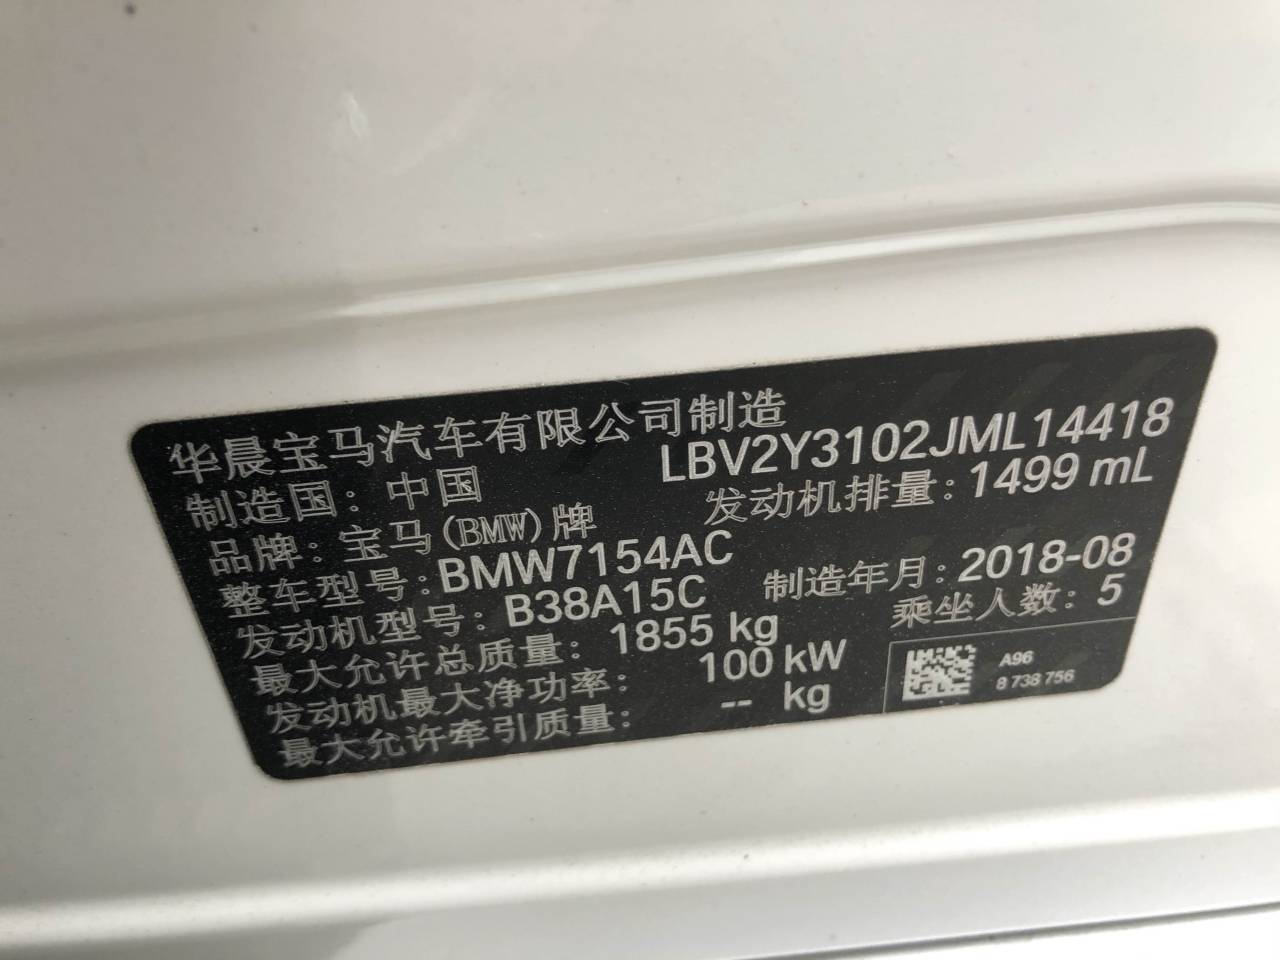 华晨宝马汽车有限公司制造
LBV2Y3102JML14418
制造国：中国
发动机排量：1499 mL
品牌：宝马(BMW)牌
整车型号：BMW7154AC
制造年月：2018-08
发动机型号：B38A15C
乘坐人数：5
最大允许总质量：1855 kg
发动机最大净功率：100 kW
最大允许牵引质量：-- kg
A96
8 738 756